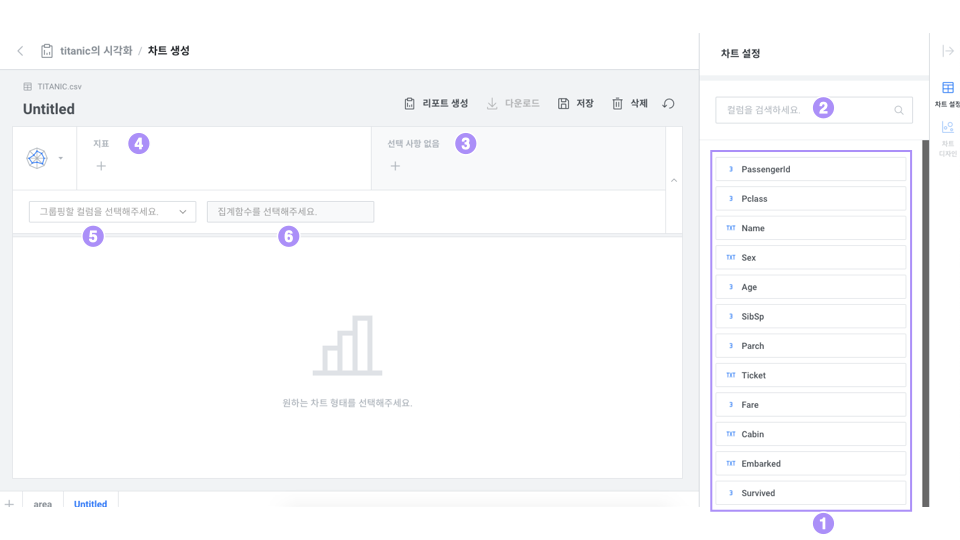 titanic의 시각화 / 차트 생성
TITANIC.csv
Untitled
리포트 생성
다운로드
저장
삭제
지표
4
선택 사항 없음
3
그룹핑할 컬럼을 선택해주세요.
집계함수를 선택해주세요.
5
6
원하는 차트 형태를 선택해주세요.
area
Untitled
차트 설정
컬럼을 검색하세요.
2
3 PassengerId
3 Pclass
TXT Name
TXT Sex
3 Age
3 SibSp
3 Parch
TXT Ticket
3 Fare
TXT Cabin
TXT Embarked
3 Survived
1
차트 설정
차트
디자인